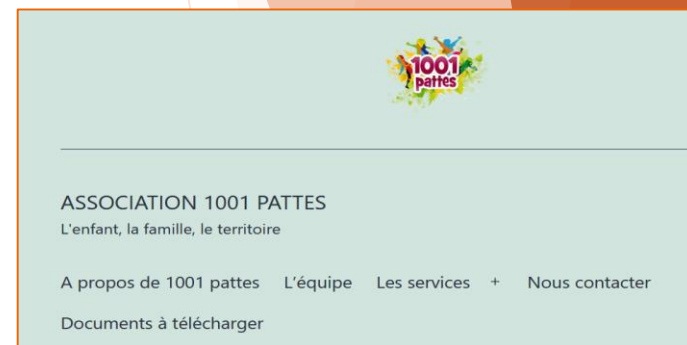 1001
pattes
ASSOCIATION 1001 PATTES
L'enfant, la famille, le territoire
A propos de 1001 pattes L'équipe Les services + Nous contacter
Documents à télécharger